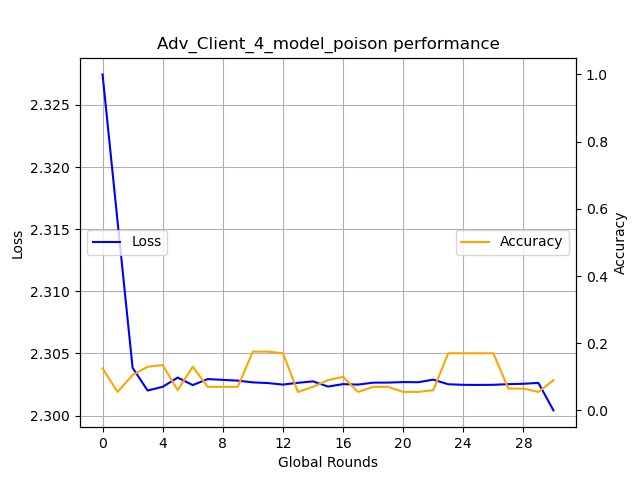 Adv_Client_4_model_poison performance
2.325
2.320
2.315
2.310
2.305
2.300
Loss
Loss
Accuracy
1.0
0.8
0.6
0.4
0.2
0.0
Accuracy
0 4 8 12 16 20 24 28
Global Rounds